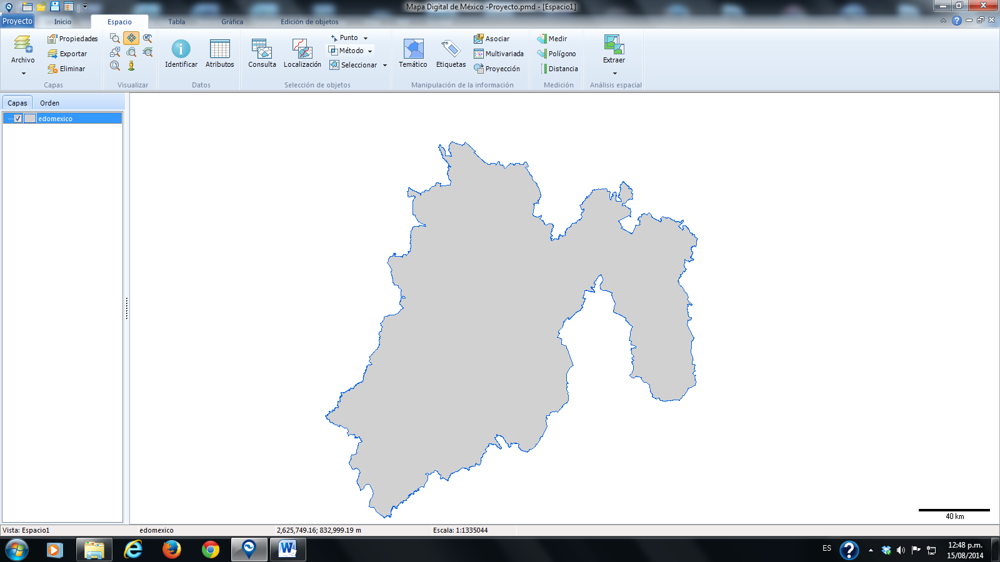 Mapa Digital de México -Proyecto.pmd - [Espacio1]
Proyecto Inicio Espacio Tabla Gráfica Edición de objetos
Archivo
Propiedades
Exportar
Eliminar
Capas
Visualizar
Identificar Atributos
Datos
Consulta Localización
Punto
Método
Seleccionar
Selección de objetos
Temático Etiquetas
Asociar
Multivariada
Proyección
Manipulación de la información
Medir
Polígono
Distancia
Medición
Extraer
Análisis espacial
Capas Orden
edomexico
40 km
Vista: Espacio1 edomexico 2,625,749.16; 832,999.19 m Escala: 1:1335044
ES
12:48 p.m.
15/08/2014